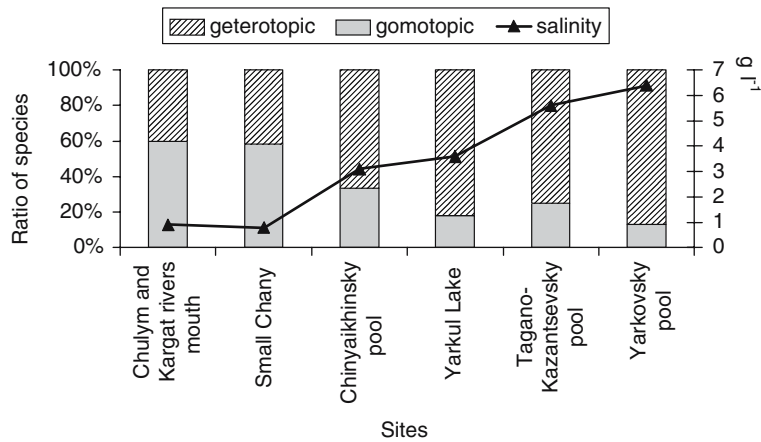 geterotopic gomotopic salinity
100%
80%
60%
40%
20%
0%
Ratio of species
7
6
5
4
3
2
1
0
g l⁻¹
Chulym and
Kargat rivers
mouth
Small Chany
Chinyaikhinsky
pool
Yarkul Lake
Tagano-
Kazantsevsky
pool
Yarkovsky
pool
Sites